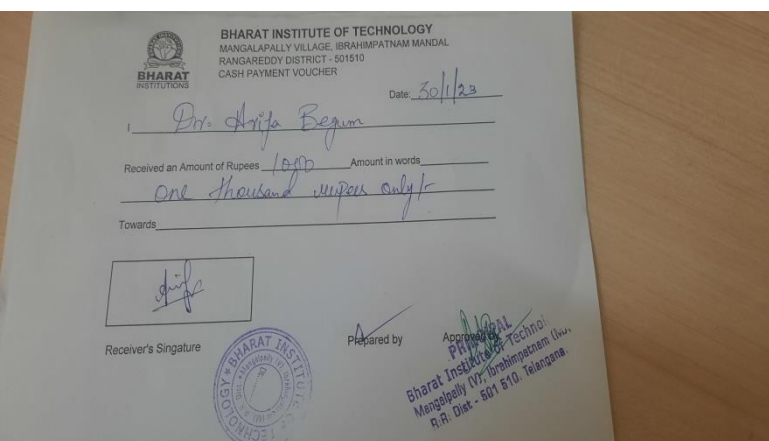 BHARAT INSTITUTE OF TECHNOLOGY
MANGALAPALLY VILLAGE, IBRAHIMPATNAM MANDAL
RANGAREDDY DISTRICT - 501510
CASH PAYMENT VOUCHER
BHARAT
INSTITUTIONS
Date: 30/1/23
I Dr. Arifa Begum
Received an Amount of Rupees 1000 Amount in words
One thousand rupees only/-
Towards
Receiver's Singature
Prepared by
Approved by
PRINCIPAL
Bharat Institute of Technol
Mangalpally (V), Ibrahimpatnam (M),
R.R. Dist - 501 510. Telangana.
BHARAT INSTITUTE OF TECHNOLOGY